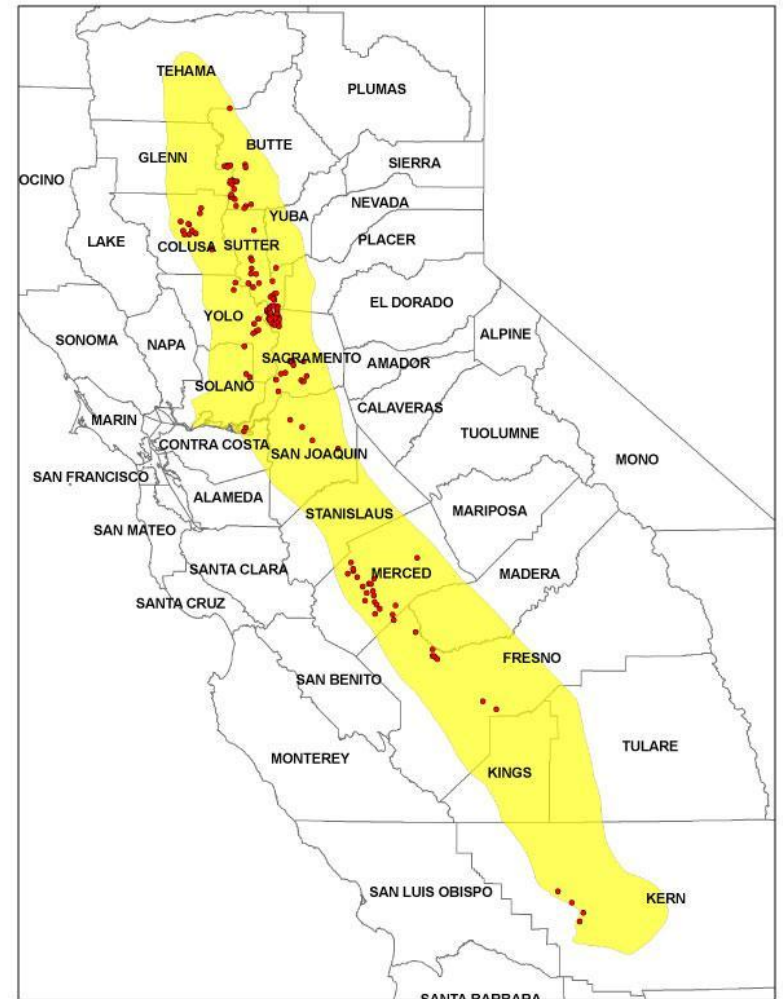 TEHAMA
PLUMAS
BUTTE
GLENN
SIERRA
OCINO
NEVADA
YUBA
PLACER
LAKE
COLUSA
SUTTER
EL DORADO
YOLO
ALPINE
SONOMA
NAPA
SACRAMENTO
AMADOR
SOLANO
CALAVERAS
MARIN
TUOLUMNE
CONTRA COSTA
SAN JOAQUIN
MONO
SAN FRANCISCO
ALAMEDA
MARIPOSA
STANISLAUS
SAN MATEO
SANTA CLARA
MERCED
MADERA
SANTA CRUZ
FRESNO
SAN BENITO
TULARE
MONTEREY
KINGS
SAN LUIS OBISPO
KERN
SANTA BARBARA